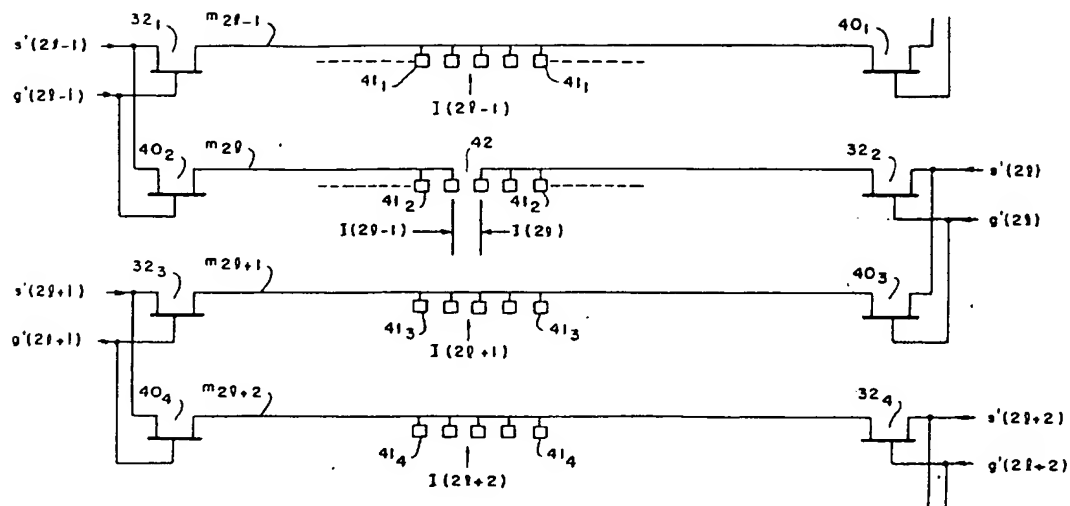 32₁ m₂ℓ₋₁ 40₁
s'(2ℓ-1)
41₁ 41₁
g'(2ℓ-1)
I(2ℓ-1)
40₂ m₂ℓ 42 32₂
s'(2ℓ)
41₂ 41₂
g'(2ℓ)
I(2ℓ-1) I(2ℓ)
32₃ m₂ℓ₊₁ 40₃
s'(2ℓ+1)
41₃ 41₃
g'(2ℓ+1)
I(2ℓ+1)
40₄ m₂ℓ₊₂ 32₄
s'(2ℓ+2)
41₄ 41₄
g'(2ℓ+2)
I(2ℓ+2)